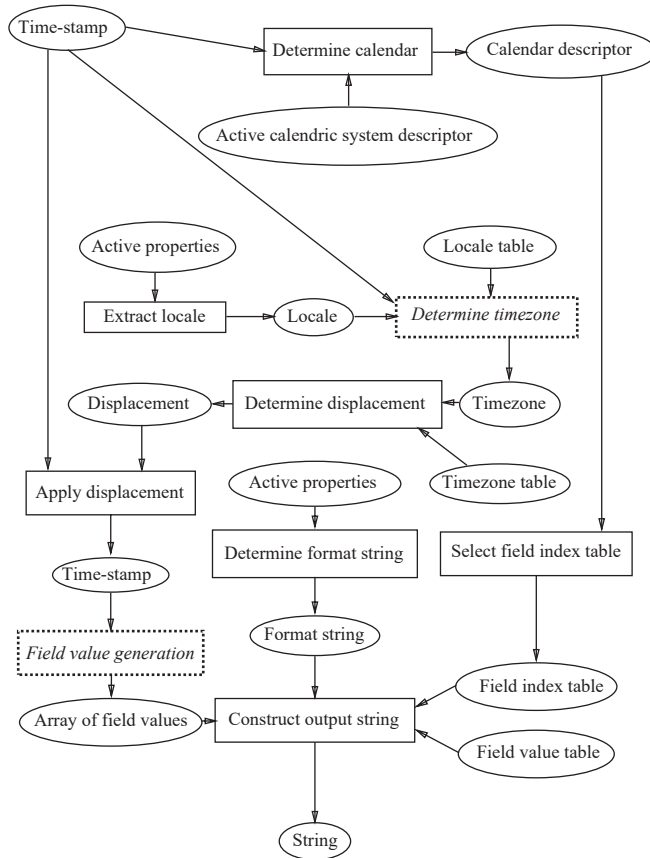 Time-stamp
Determine calendar
Calendar descriptor
Active calendric system descriptor
Active properties
Locale table
Extract locale
Locale
Determine timezone
Displacement
Determine displacement
Timezone
Apply displacement
Active properties
Timezone table
Determine format string
Select field index table
Time-stamp
Format string
Field value generation
Field index table
Array of field values
Construct output string
Field value table
String